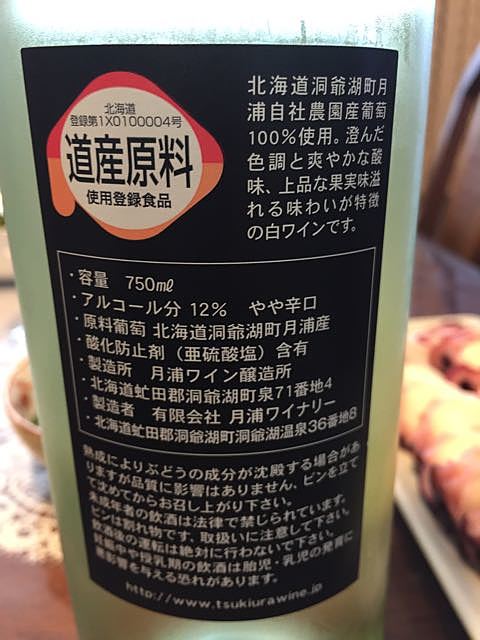 北海道
登録第1X0100004号
道産原料
使用登録食品
北海道洞爺湖町月
浦自社農園産葡萄
100%使用。澄んだ
色調と爽やかな酸
味、上品な果実味溢
れる味わいが特徴
の白ワインです。
・容量　750㎖
・アルコール分 12%　やや辛口
・原料葡萄 北海道洞爺湖町月浦産
・酸化防止剤（亜硫酸塩）含有
・製造所　月浦ワイン醸造所
・北海道虻田郡洞爺湖町泉71番地4
・製造者　有限会社 月浦ワイナリー
・北海道虻田郡洞爺湖町洞爺湖温泉36番地8
熟成によりぶどうの成分が沈殿する場合があ
りますが品質に影響はありません、ビンを立て
て沈めてからお召し上がり下さい。
未成年者の飲酒は法律で禁じられています。
ビンは割れ物です、取扱いに注意して下さい。
飲酒後の運転は絶対に行わないで下さい。
妊娠中や授乳期の飲酒は胎児・乳児の発育に
悪影響を与える恐れがあります。
http://www.tsukiurawine.jp